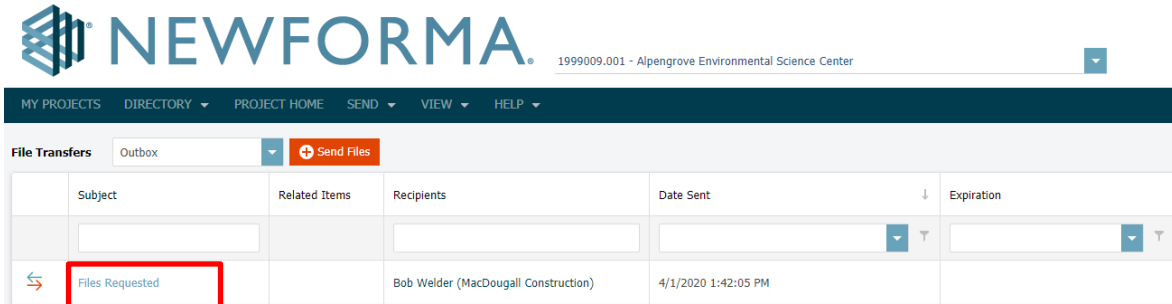 NEWFORMA®
1999009.001 - Alpengrove Environmental Science Center
MY PROJECTS DIRECTORY PROJECT HOME SEND VIEW HELP
File Transfers Outbox Send Files
Subject Related Items Recipients Date Sent Expiration
Files Requested Bob Welder (MacDougall Construction) 4/1/2020 1:42:05 PM